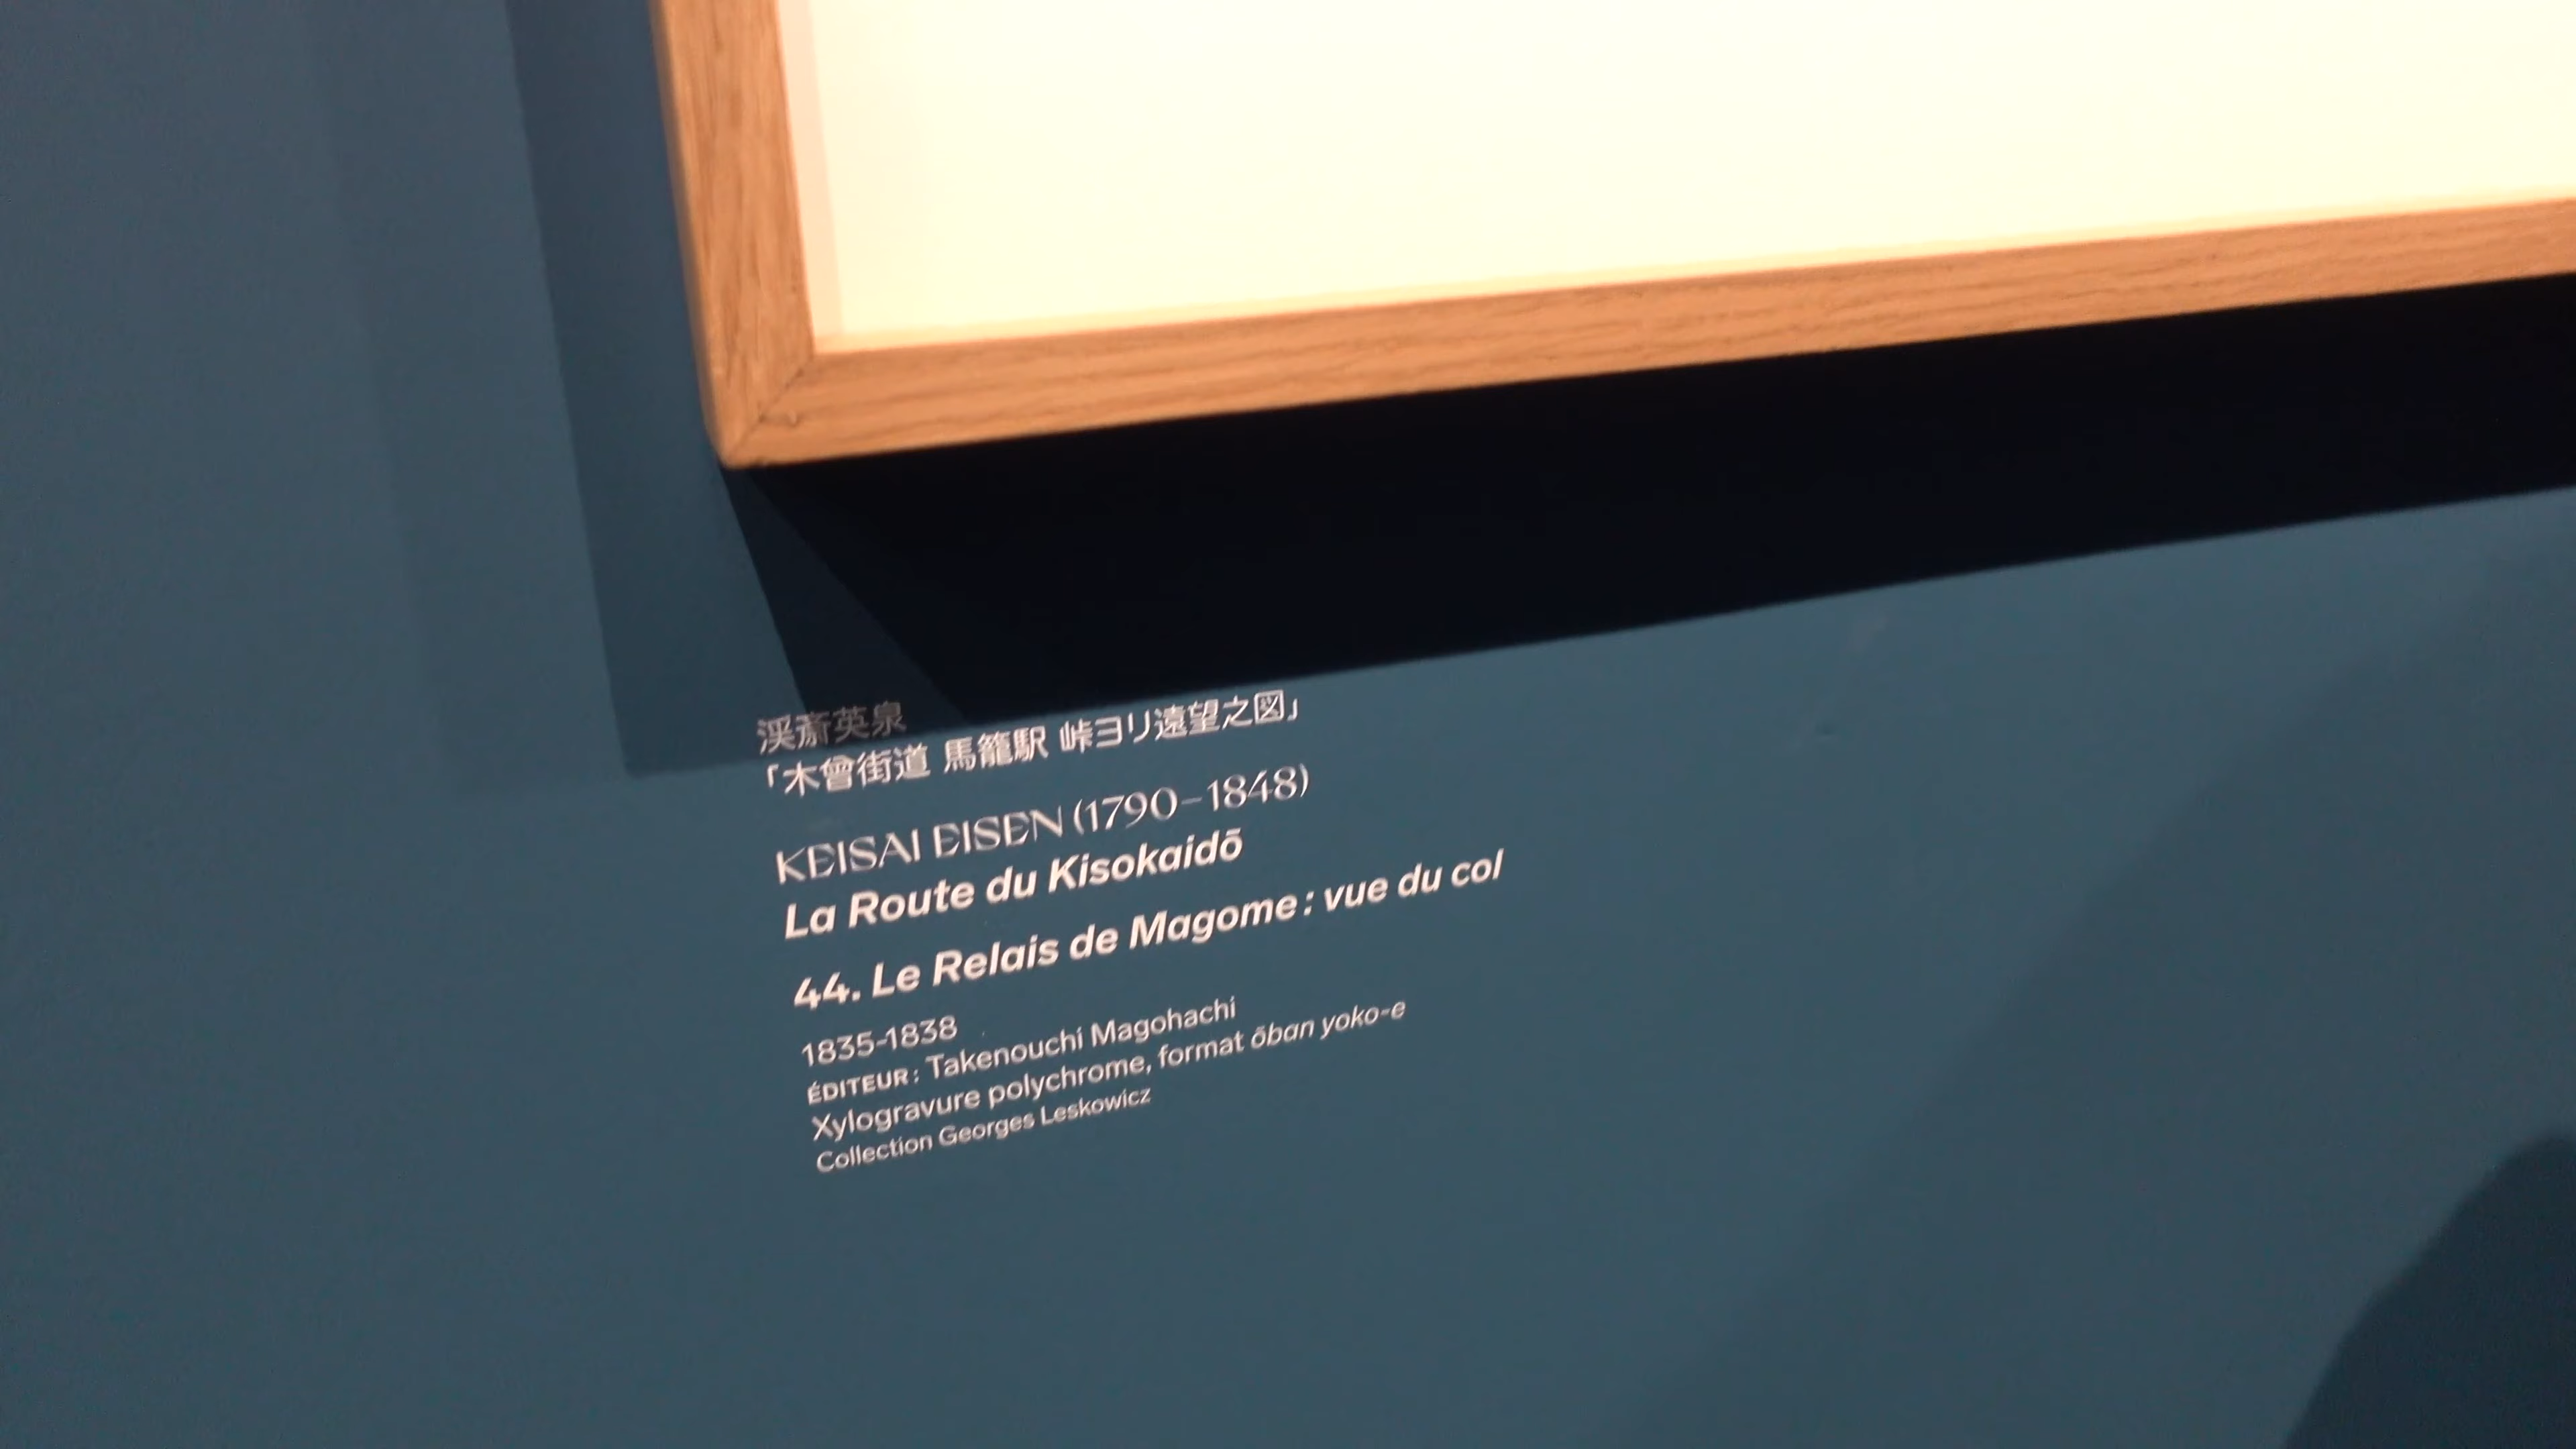 渓斎英泉
「木曾街道 馬籠駅 峠ヨリ遠望之図」
KEISAI EISEN (1790–1848)
La Route du Kisokaidō
44. Le Relais de Magome : vue du col
1835-1838
ÉDITEUR : Takenouchi Magohachi
Xylogravure polychrome, format ōban yoko-e
Collection Georges Leskowicz